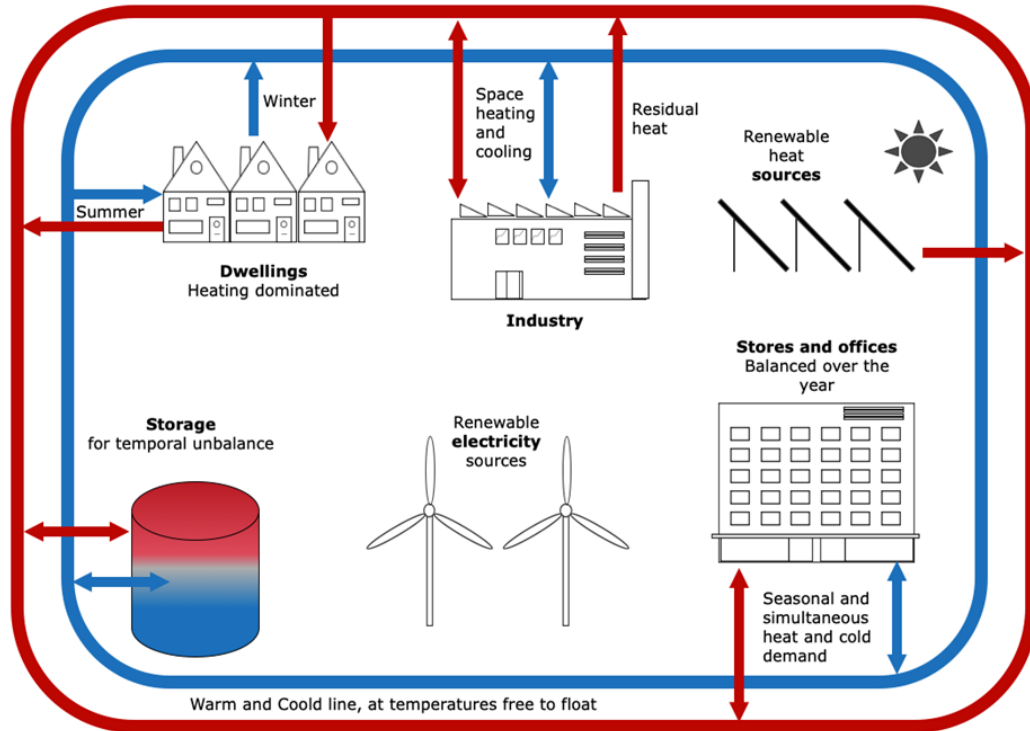 Winter
Summer
Dwellings
Heating dominated
Space
heating
and
cooling
Residual
heat
Industry
Renewable
heat
sources
Stores and offices
Balanced over the
year
Storage
for temporal unbalance
Renewable
electricity
sources
Seasonal and
simultaneous
heat and cold
demand
Warm and Coold line, at temperatures free to float